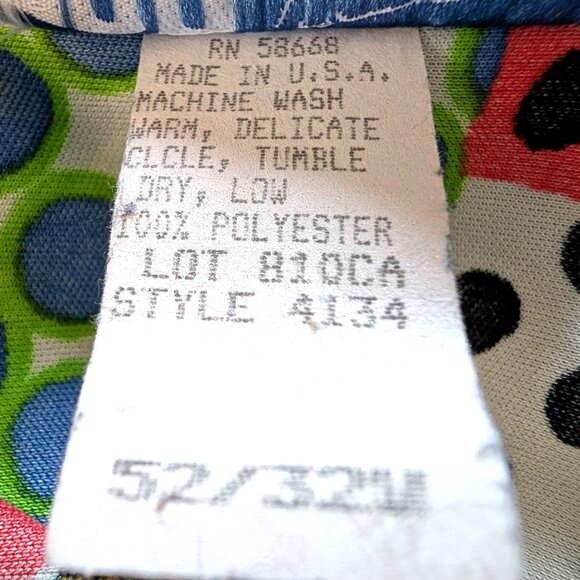 RN 58668
MADE IN U.S.A.
MACHINE WASH
WARM, DELICATE
CLCLE, TUMBLE
DRY, LOW
100% POLYESTER
LOT 810CA
STYLE 4134
52/32W